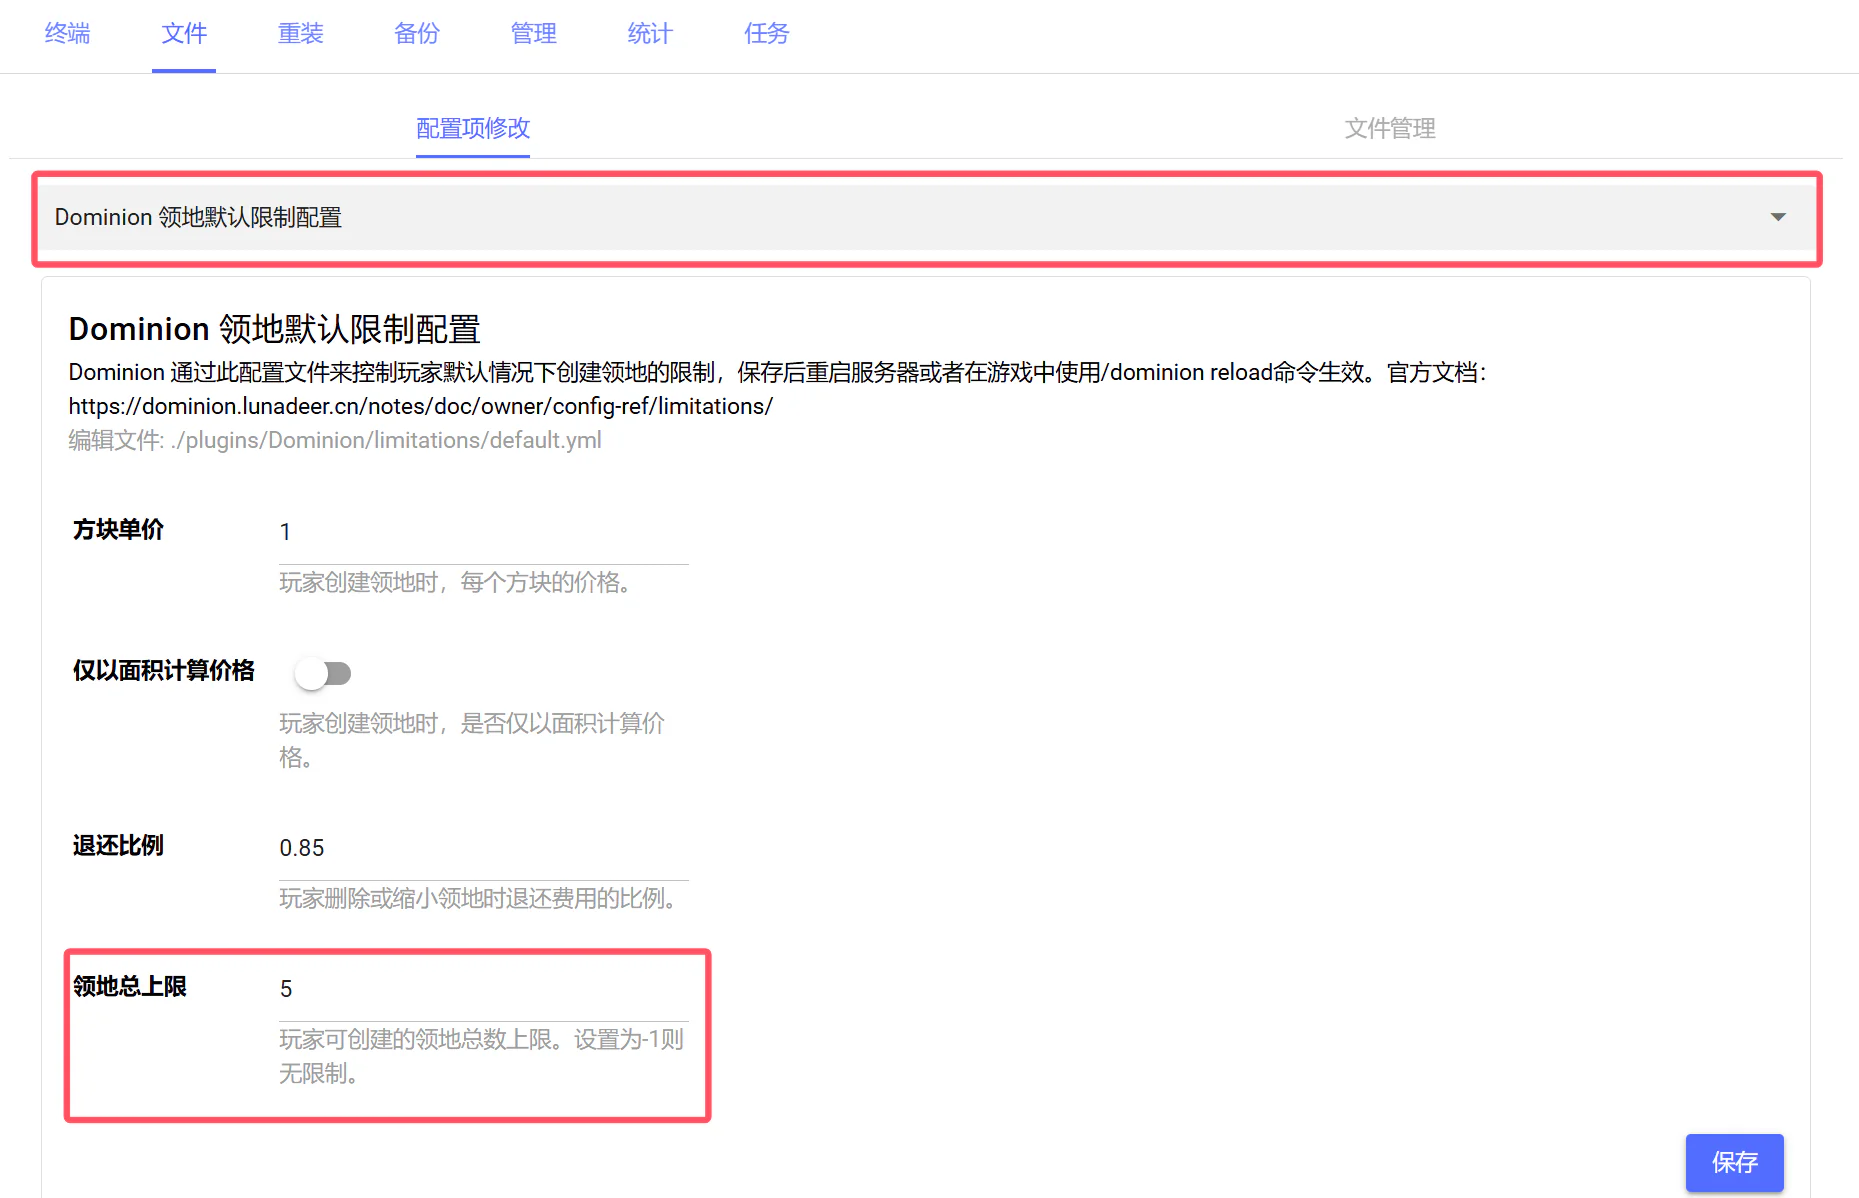 终端 文件 重装 备份 管理 统计 任务
配置项修改 文件管理
Dominion 领地默认限制配置
Dominion 领地默认限制配置
Dominion 通过此配置文件来控制玩家默认情况下创建领地的限制，保存后重启服务器或者在游戏中使用/dominion reload命令生效。官方文档：
https://dominion.lunadeer.cn/notes/doc/owner/config-ref/limitations/
编辑文件: ./plugins/Dominion/limitations/default.yml
方块单价 1
玩家创建领地时，每个方块的价格。
仅以面积计算价格
玩家创建领地时，是否仅以面积计算价
格。
退还比例 0.85
玩家删除或缩小领地时退还费用的比例。
领地总上限 5
玩家可创建的领地总数上限。设置为-1则
无限制。
保存